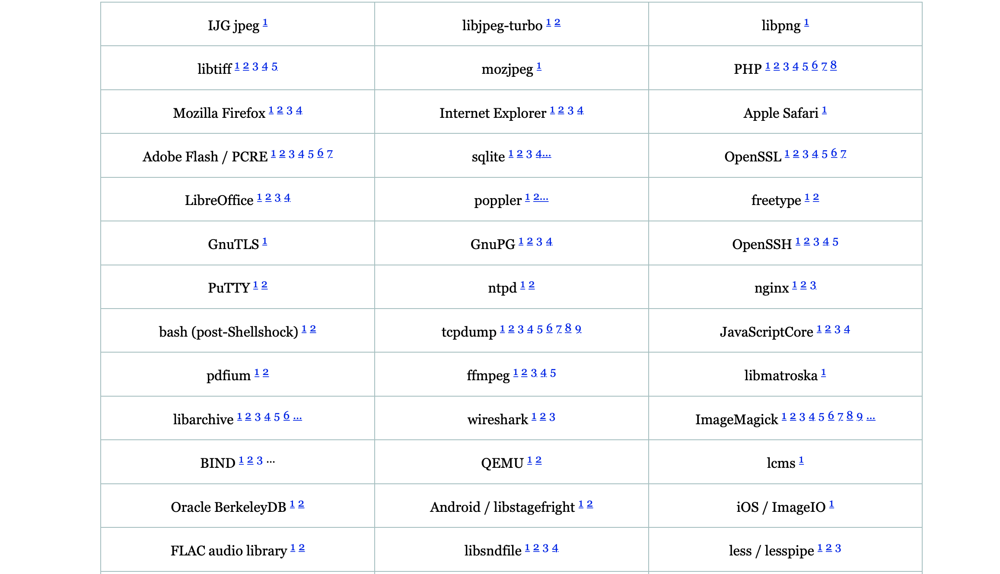 IJG jpeg 1 libjpeg-turbo 1 2 libpng 1
libtiff 1 2 3 4 5 mozjpeg 1 PHP 1 2 3 4 5 6 7 8
Mozilla Firefox 1 2 3 4 Internet Explorer 1 2 3 4 Apple Safari 1
Adobe Flash / PCRE 1 2 3 4 5 6 7 sqlite 1 2 3 4... OpenSSL 1 2 3 4 5 6 7
LibreOffice 1 2 3 4 poppler 1 2... freetype 1 2
GnuTLS 1 GnuPG 1 2 3 4 OpenSSH 1 2 3 4 5
PuTTY 1 2 ntpd 1 2 nginx 1 2 3
bash (post-Shellshock) 1 2 tcpdump 1 2 3 4 5 6 7 8 9 JavaScriptCore 1 2 3 4
pdfium 1 2 ffmpeg 1 2 3 4 5 libmatroska 1
libarchive 1 2 3 4 5 6 ... wireshark 1 2 3 ImageMagick 1 2 3 4 5 6 7 8 9 ...
BIND 1 2 3 ... QEMU 1 2 lcms 1
Oracle BerkeleyDB 1 2 Android / libstagefright 1 2 iOS / ImageIO 1
FLAC audio library 1 2 libsndfile 1 2 3 4 less / lesspipe 1 2 3